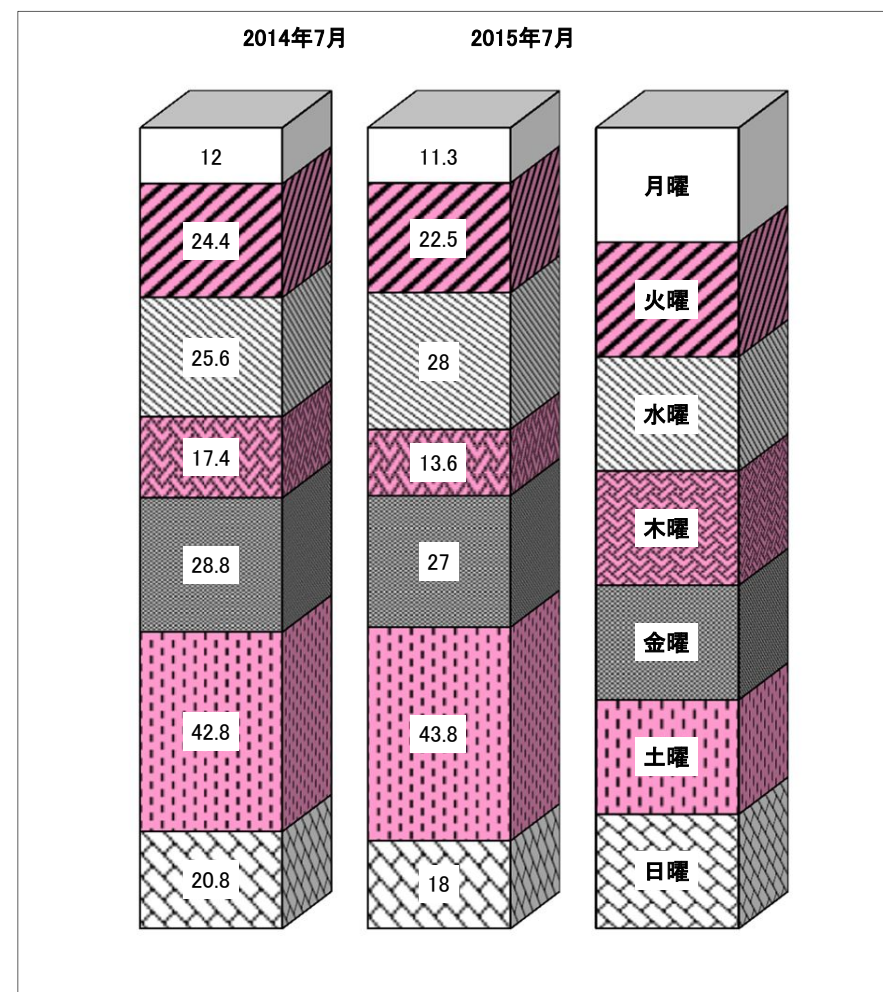 2014年7月 2015年7月
12 11.3 月曜
24.4 22.5 火曜
25.6 28 水曜
17.4 13.6 木曜
28.8 27 金曜
42.8 43.8 土曜
20.8 18 日曜